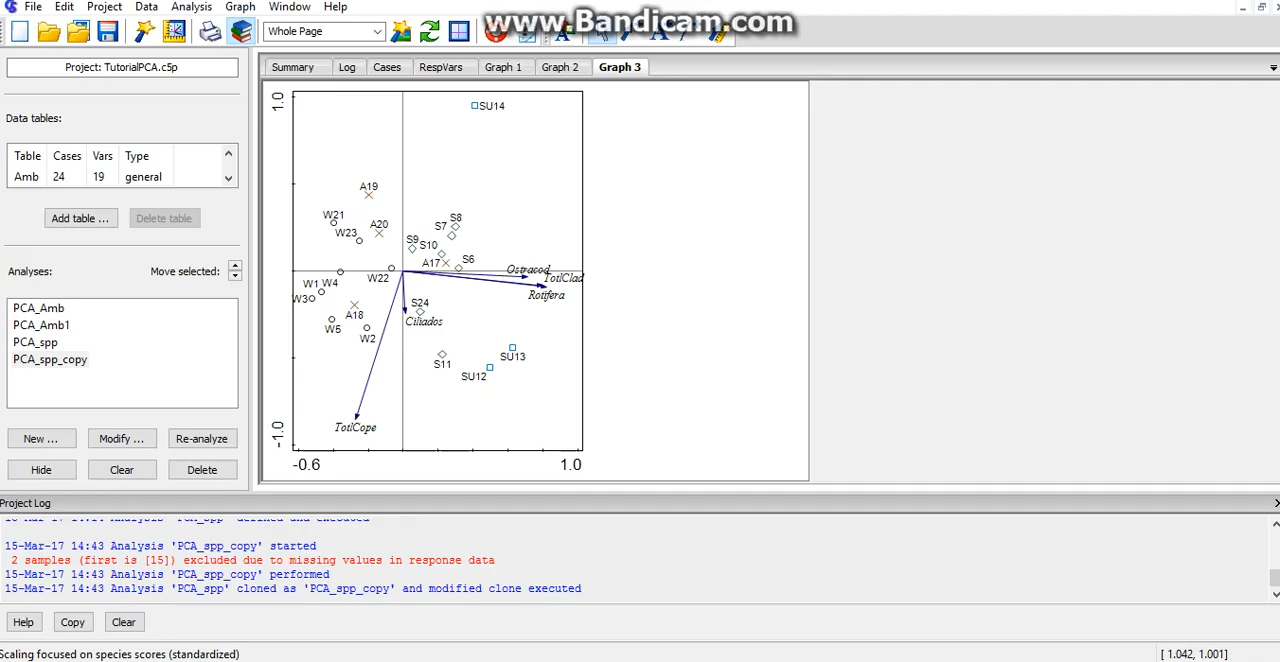 File Edit Project Data Analysis Graph Window Help
www.Bandicam.com
Whole Page
Project: TutorialPCA.c5p
Summary Log Cases RespVars Graph 1 Graph 2 Graph 3
Data tables:
Table Cases Vars Type
Amb 24 19 general
Add table ... Delete table
Analyses: Move selected:
PCA_Amb
PCA_Amb1
PCA_spp
PCA_spp_copy
New ... Modify ... Re-analyze
Hide Clear Delete
1.0
SU14
A19
W21
A20
W23
S8
S7
S9
S10
A17
S6
W22
Ostracod
TotlClad
Rotifera
W1
W4
W3
A18
W5
W2
S24
Ciliados
S11
SU13
SU12
TotlCope
-1.0
-0.6
1.0
Project Log
15-Mar-17 14:43 Analysis 'PCA_spp_copy' started
2 samples (first is [15]) excluded due to missing values in response data
15-Mar-17 14:43 Analysis 'PCA_spp_copy' performed
15-Mar-17 14:43 Analysis 'PCA_spp' cloned as 'PCA_spp_copy' and modified clone executed
Help Copy Clear
Scaling focused on species scores (standardized)
[ 1.042, 1.001]